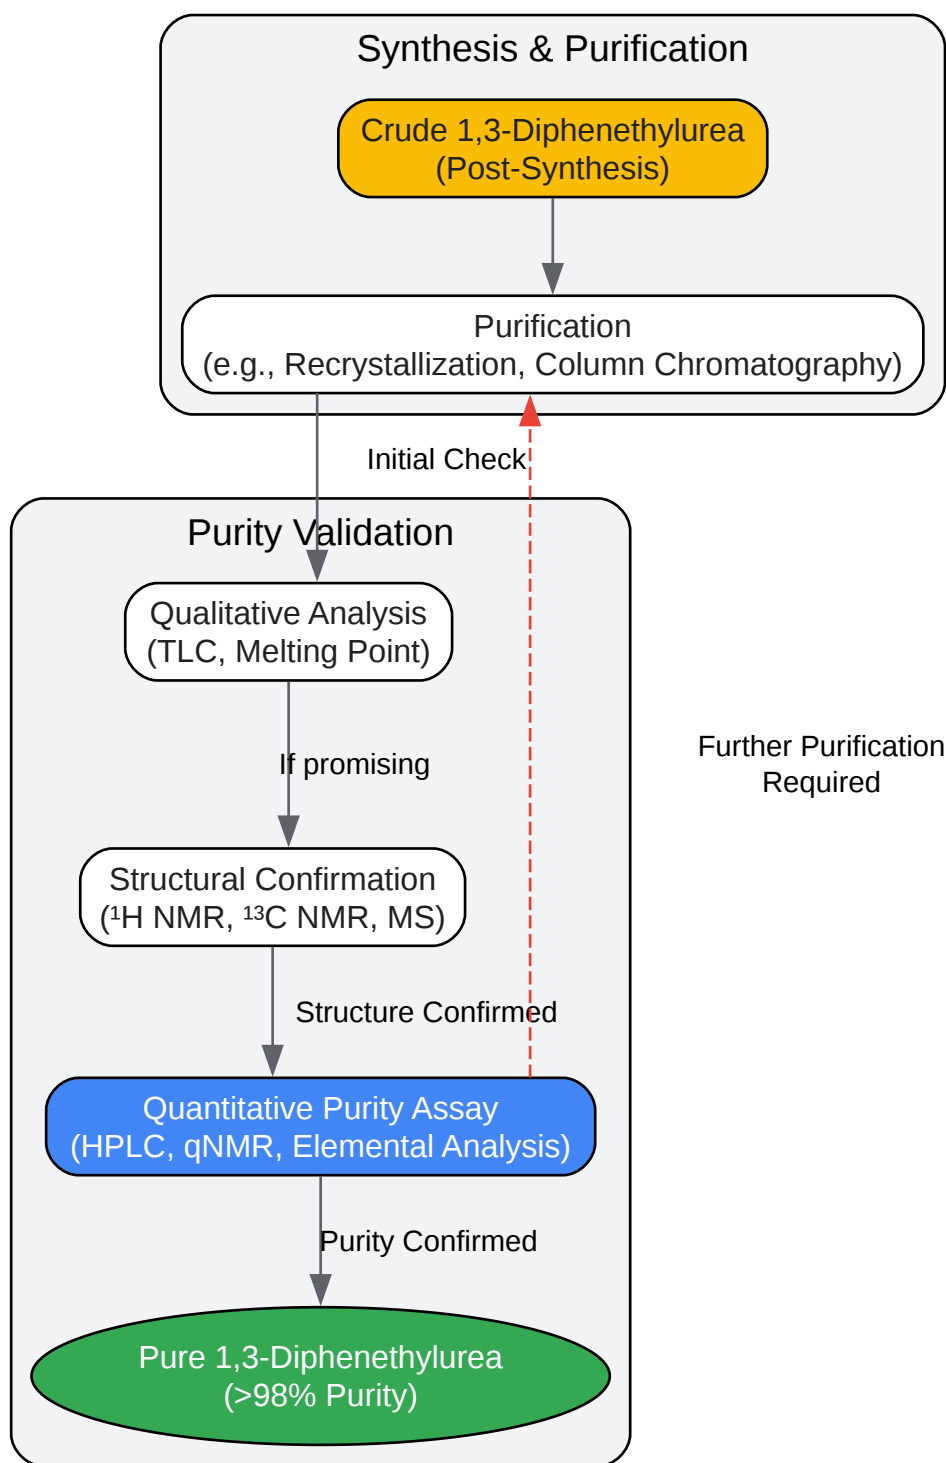 Synthesis & Purification
Crude 1,3-Diphenethylurea
(Post-Synthesis)
Purification
(e.g., Recrystallization, Column Chromatography)
Initial Check
Purity Validation
Qualitative Analysis
(TLC, Melting Point)
If promising
Further Purification
Required
Structural Confirmation
(¹H NMR, ¹³C NMR, MS)
Structure Confirmed
Quantitative Purity Assay
(HPLC, qNMR, Elemental Analysis)
Purity Confirmed
Pure 1,3-Diphenethylurea
(>98% Purity)